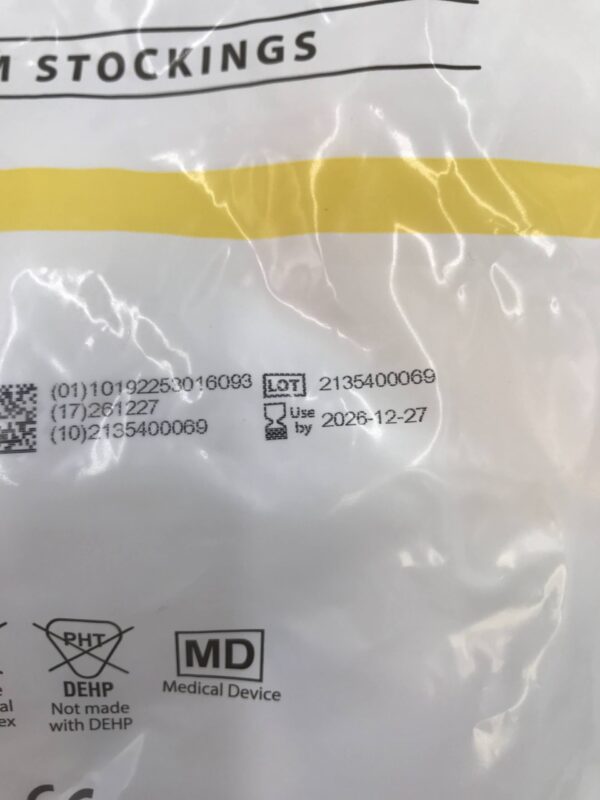 M STOCKINGS
(01)10192253016093
(17)261227
(10)2135400069
LOT 2135400069
Use by 2026-12-27
PHT
DEHP
Not made
with DEHP
MD
Medical Device